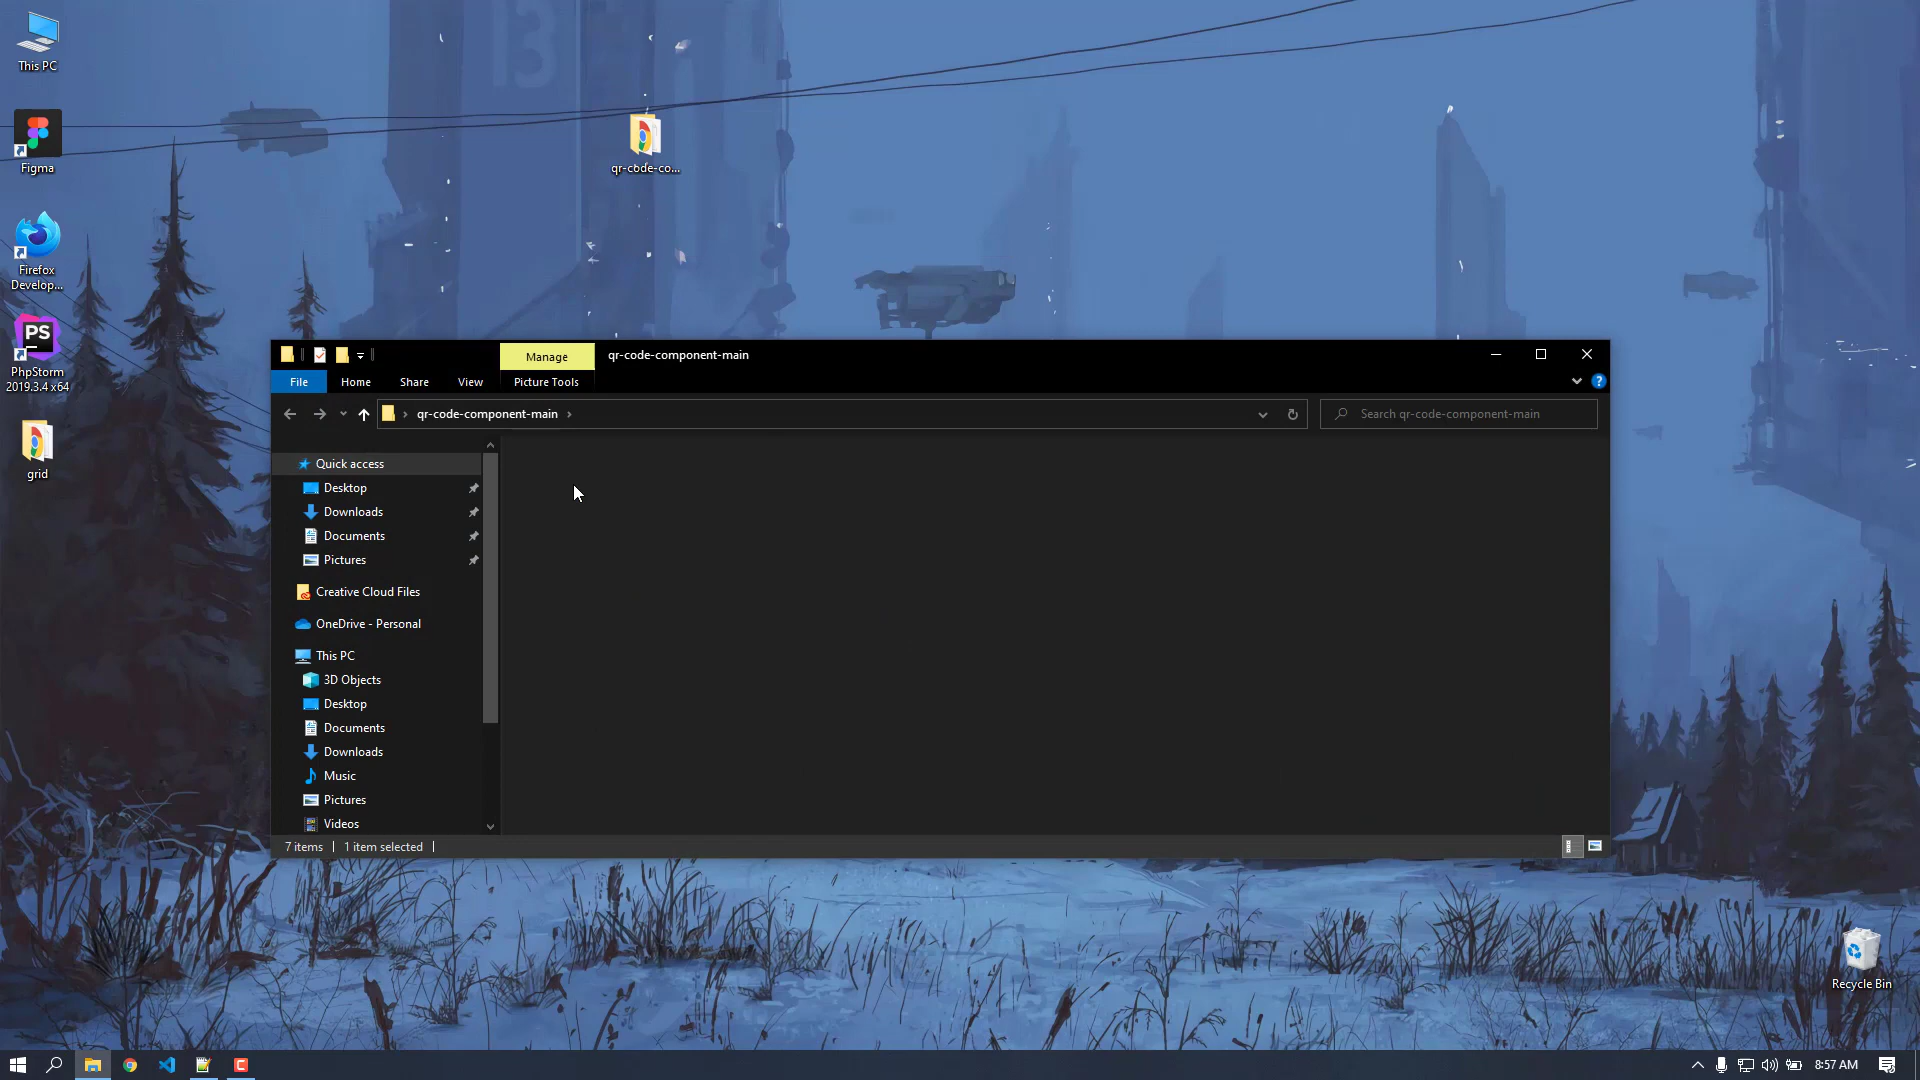 This PC
Figma
Firefox
Develop...
PS
PhpStorm
2019.3.4 x64
grid
13
qr-code-co...
Manage
qr-code-component-main
File
Home
Share
View
Picture Tools
?
qr-code-component-main
Search qr-code-component-main
Quick access
Desktop
Downloads
Documents
Pictures
Creative Cloud Files
OneDrive - Personal
This PC
3D Objects
Desktop
Documents
Downloads
Music
Pictures
Videos
7 items
1 item selected
Recycle Bin
C
8:57 AM